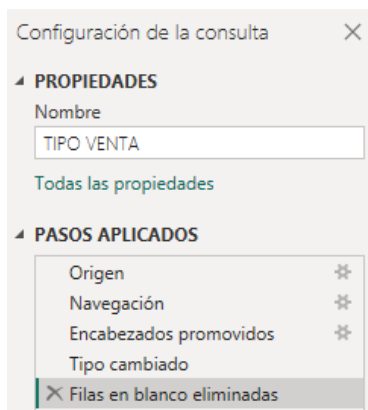 Configuración de la consulta
PROPIEDADES
Nombre
TIPO VENTA
Todas las propiedades
PASOS APLICADOS
Origen
Navegación
Encabezados promovidos
Tipo cambiado
Filas en blanco eliminadas